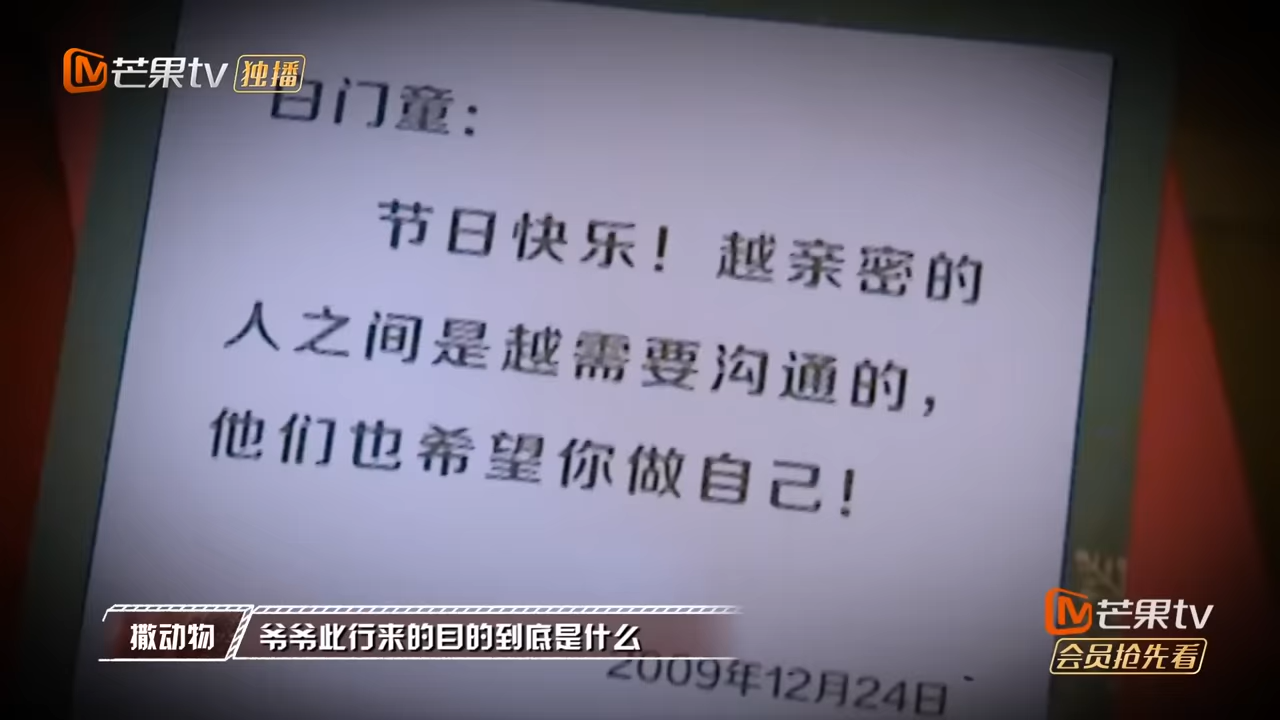 芒果tv 独播
白门童：
节日快乐！越亲密的
人之间是越需要沟通的，
他们也希望你做自己！
2009年12月24日
撒动物 爷爷此行来的目的到底是什么
芒果tv
会员抢先看